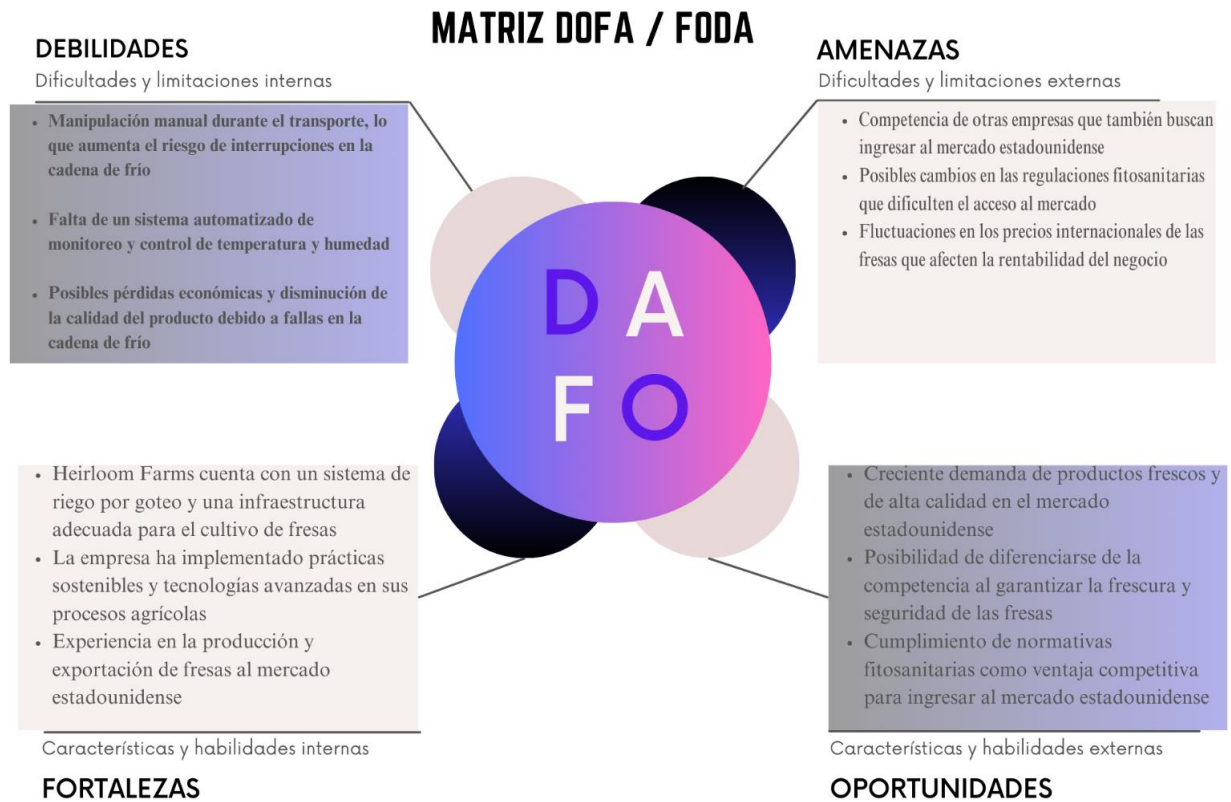 MATRIZ DOFA / FODA
DEBILIDADES
Dificultades y limitaciones internas
• Manipulación manual durante el transporte, lo
que aumenta el riesgo de interrupciones en la
cadena de frío
• Falta de un sistema automatizado de
monitoreo y control de temperatura y humedad
• Posibles pérdidas económicas y disminución de
la calidad del producto debido a fallas en la
cadena de frío
AMENAZAS
Dificultades y limitaciones externas
• Competencia de otras empresas que también buscan
ingresar al mercado estadounidense
• Posibles cambios en las regulaciones fitosanitarias
que dificulten el acceso al mercado
• Fluctuaciones en los precios internacionales de las
fresas que afecten la rentabilidad del negocio
D A
F O
• Heirloom Farms cuenta con un sistema de
riego por goteo y una infraestructura
adecuada para el cultivo de fresas
• La empresa ha implementado prácticas
sostenibles y tecnologías avanzadas en sus
procesos agrícolas
• Experiencia en la producción y
exportación de fresas al mercado
estadounidense
Características y habilidades internas
FORTALEZAS
• Creciente demanda de productos frescos y
de alta calidad en el mercado
estadounidense
• Posibilidad de diferenciarse de la
competencia al garantizar la frescura y
seguridad de las fresas
• Cumplimiento de normativas
fitosanitarias como ventaja competitiva
para ingresar al mercado estadounidense
Características y habilidades externas
OPORTUNIDADES